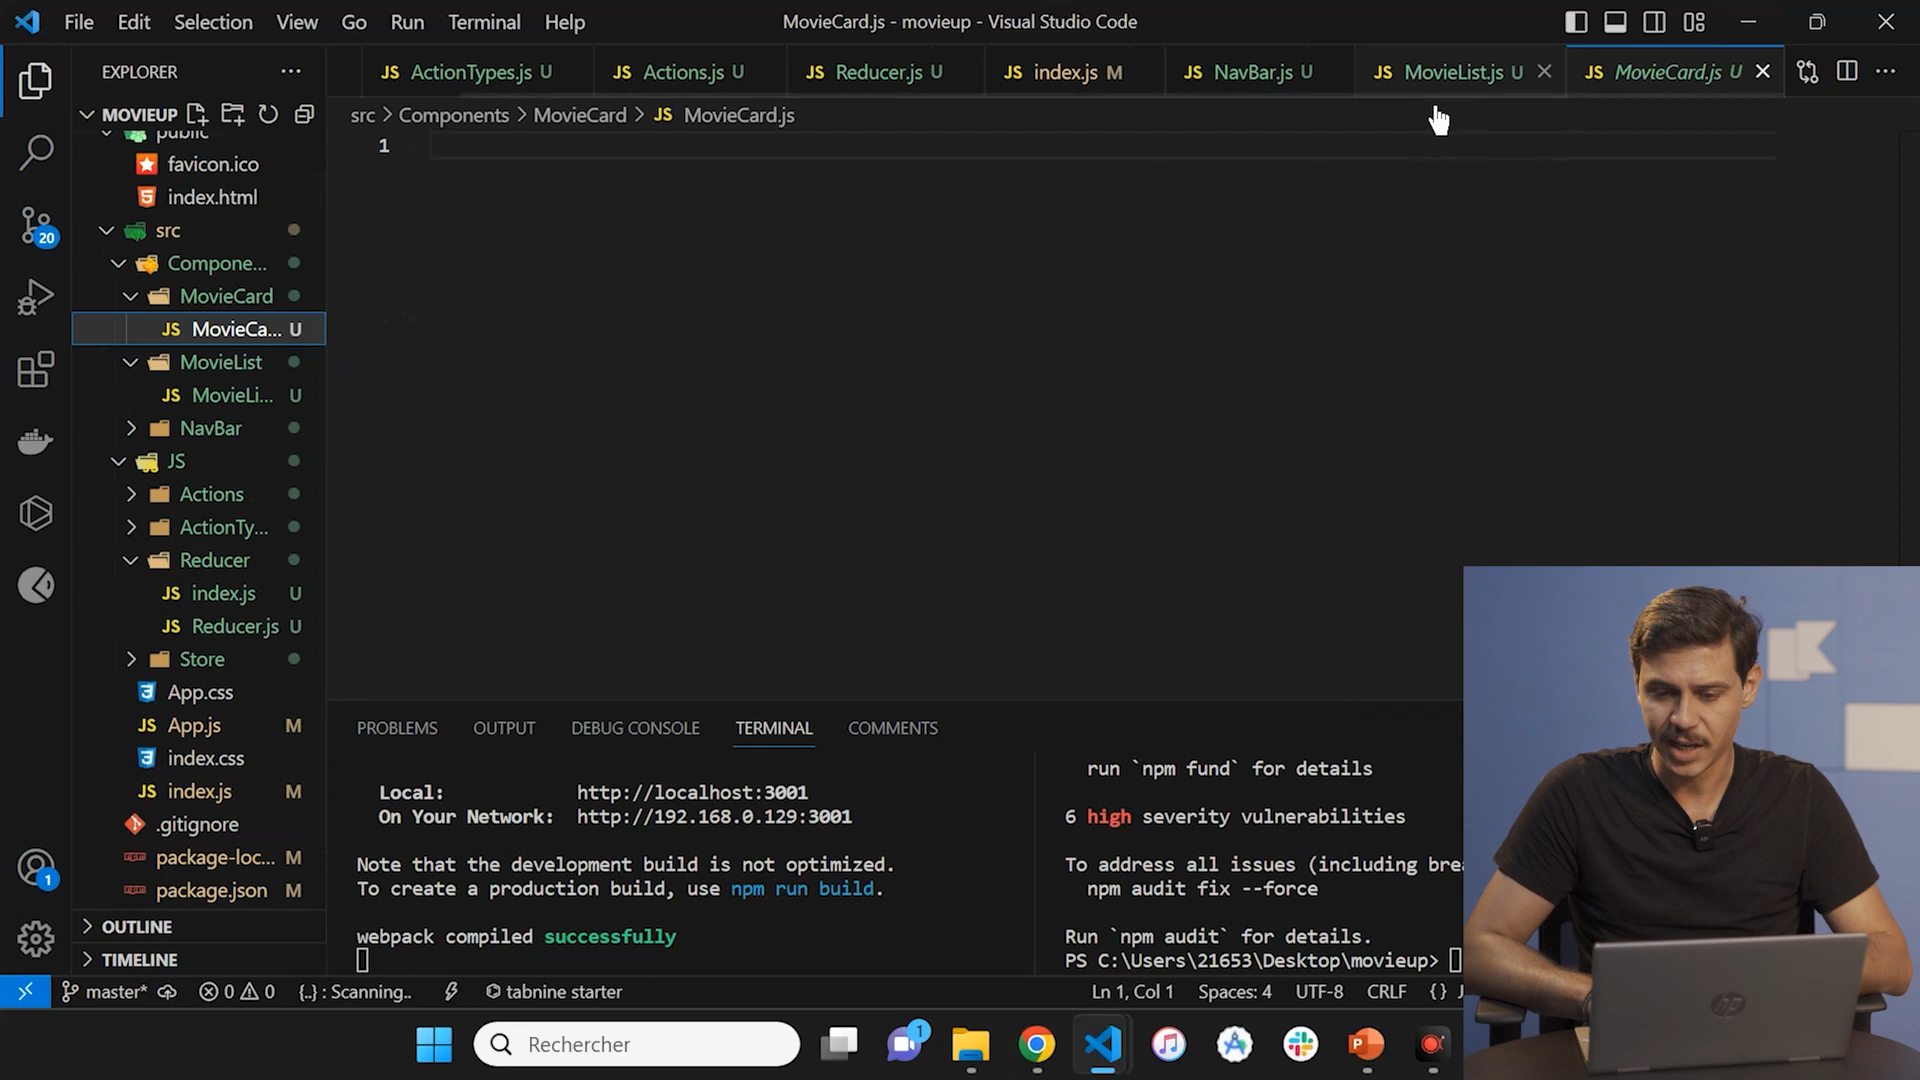 File Edit Selection View Go Run Terminal Help
MovieCard.js - movieup - Visual Studio Code
EXPLORER
JS ActionTypes.js U
JS Actions.js U
JS Reducer.js U
JS index.js M
JS NavBar.js U
JS MovieList.js U
JS MovieCard.js U
MOVIEUP
src > Components > MovieCard > JS MovieCard.js
1
public
favicon.ico
index.html
src
Compone...
MovieCard
JS MovieCa... U
MovieList
JS MovieLi... U
NavBar
JS
Actions
ActionTy...
Reducer
JS index.js U
JS Reducer.js U
Store
App.css
JS App.js M
index.css
JS index.js M
.gitignore
package-loc... M
package.json M
OUTLINE
TIMELINE
20
1
PROBLEMS OUTPUT DEBUG CONSOLE TERMINAL COMMENTS
Local: http://localhost:3001
On Your Network: http://192.168.0.129:3001
Note that the development build is not optimized.
To create a production build, use npm run build.
webpack compiled successfully
run `npm fund` for details
6 high severity vulnerabilities
To address all issues (including brea
npm audit fix --force
Run `npm audit` for details.
PS C:\Users\21653\Desktop\movieup>
master* 0 0 {..} : Scanning.. tabnine starter
Ln 1, Col 1 Spaces: 4 UTF-8 CRLF {} J
Rechercher
1
P
hp